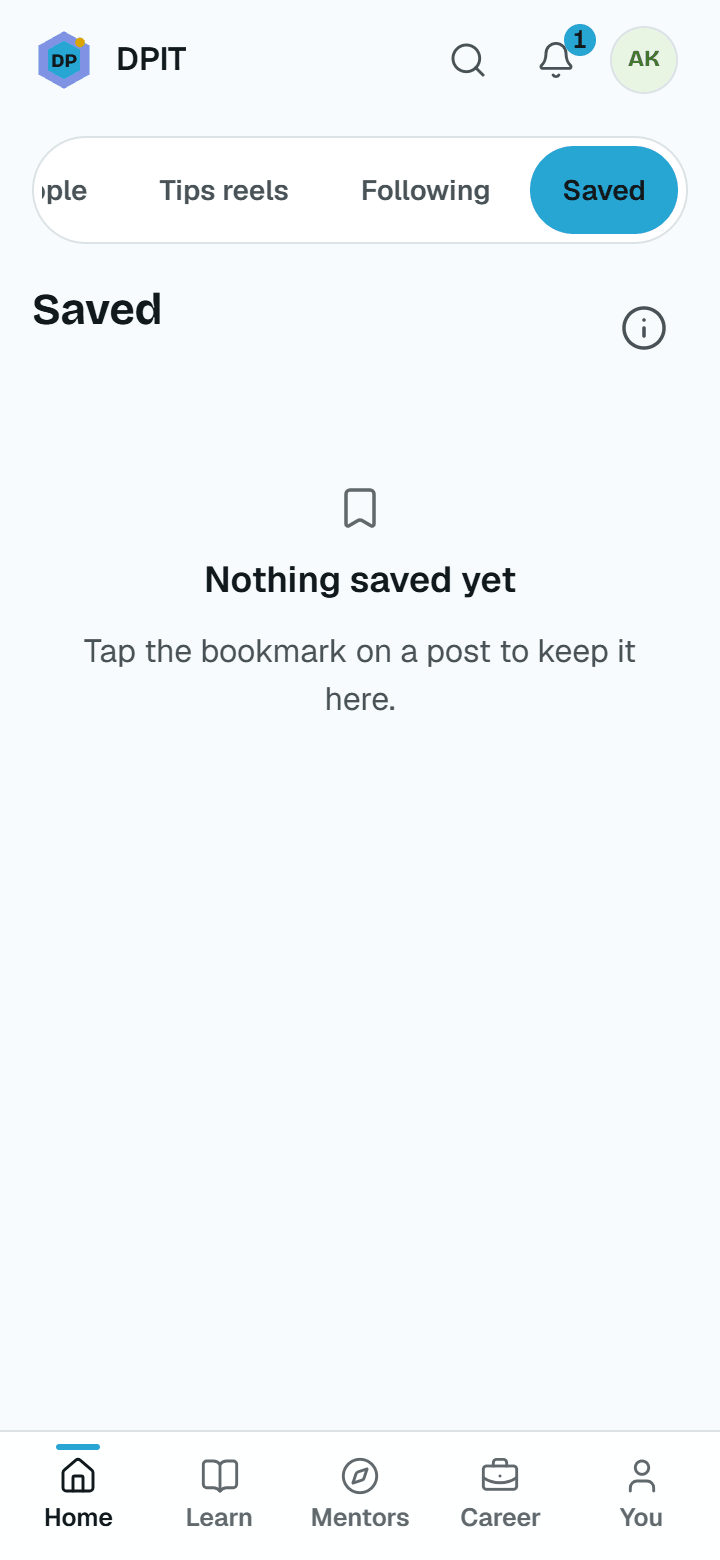 DP
DPIT
1
AK
Tips reels
Following
Saved
Saved
Nothing saved yet
Tap the bookmark on a post to keep it
here.
Home
Learn
Mentors
Career
You